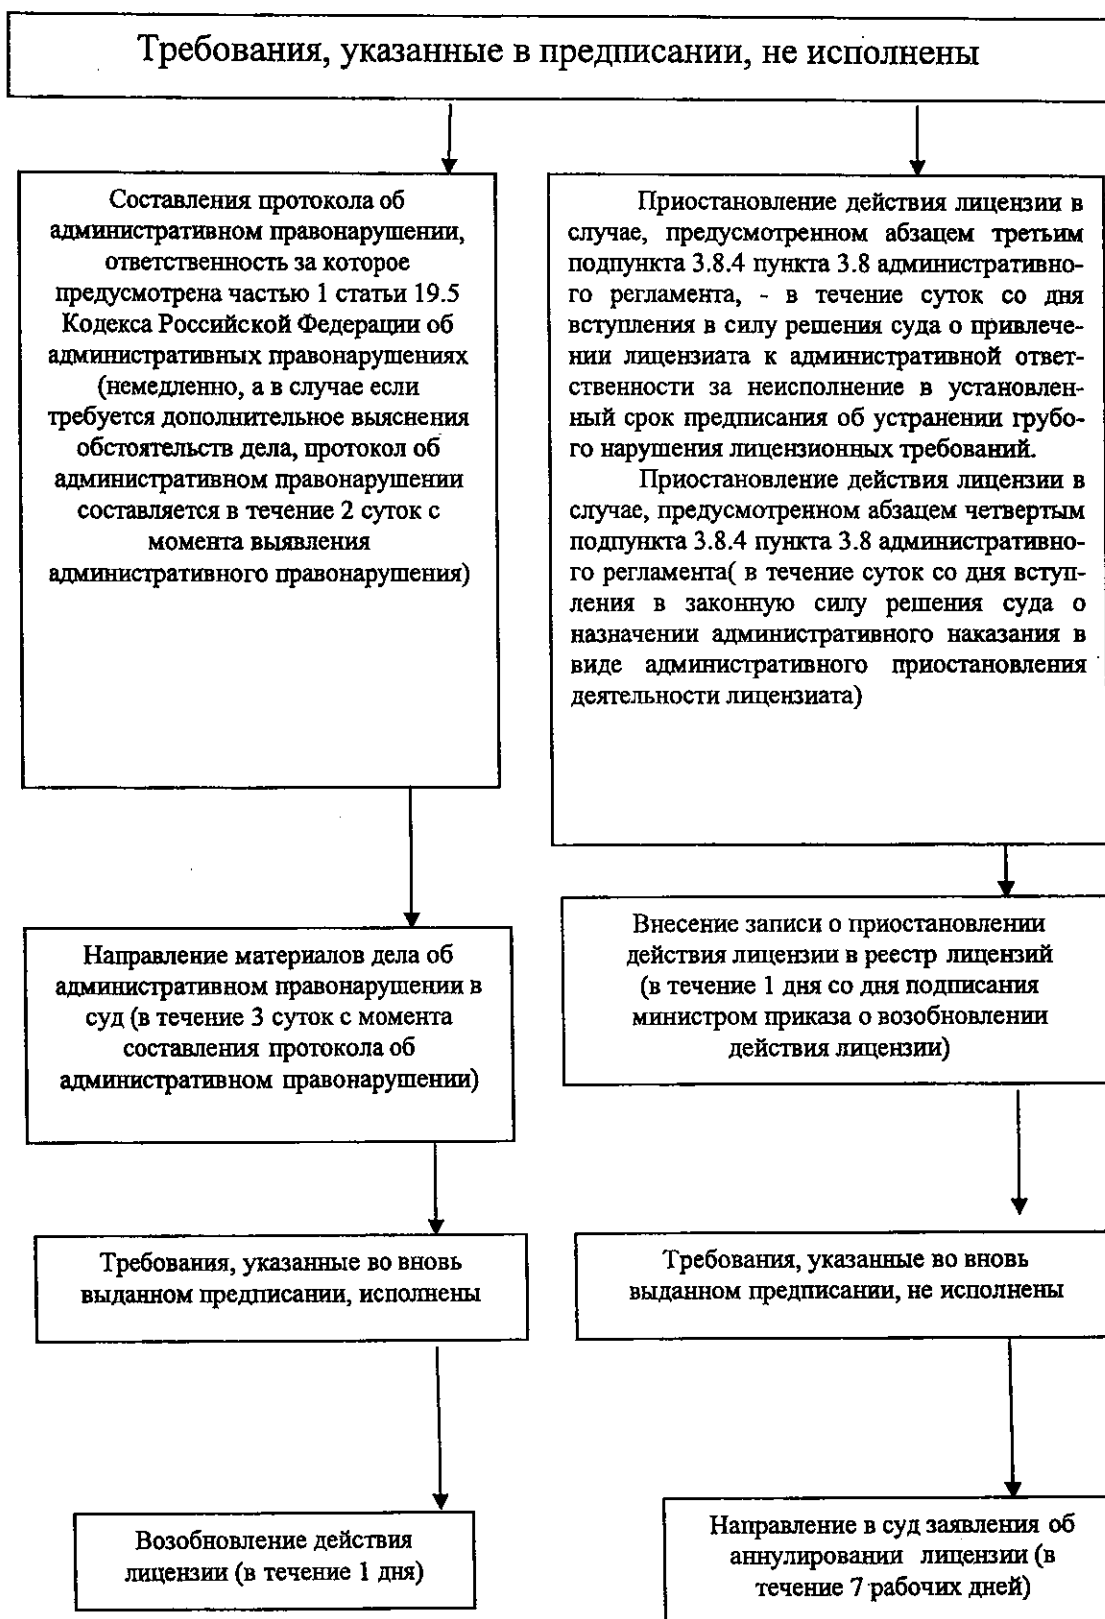 Требования, указанные в предписании, не исполнены
Составления протокола об
административном правонарушении,
ответственность за которое
предусмотрена частью 1 статьи 19.5
Кодекса Российской Федерации об
административных правонарушениях
(немедленно, а в случае если
требуется дополнительное выяснения
обстоятельств дела, протокол об
административном правонарушении
составляется в течение 2 суток с
момента выявления
административного правонарушения)
Приостановление действия лицензии в
случае, предусмотренном абзацем третьим
подпункта 3.8.4 пункта 3.8 административно-
го регламента, - в течение суток со дня
вступления в силу решения суда о привлече-
нии лицензиата к административной ответ-
ственности за неисполнение в установлен-
ный срок предписания об устранении грубо-
го нарушения лицензионных требований.
Приостановление действия лицензии в
случае, предусмотренном абзацем четвертым
подпункта 3.8.4 пункта 3.8 административно-
го регламента( в течение суток со дня вступ-
ления в законную силу решения суда о
назначении административного наказания в
виде административного приостановления
деятельности лицензиата)
Направление материалов дела об
административном правонарушении в
суд (в течение 3 суток с момента
составления протокола об
административном правонарушении)
Внесение записи о приостановлении
действия лицензии в реестр лицензий
(в течение 1 дня со дня подписания
министром приказа о возобновлении
действия лицензии)
Требования, указанные во вновь
выданном предписании, исполнены
Требования, указанные во вновь
выданном предписании, не исполнены
Возобновление действия
лицензии (в течение 1 дня)
Направление в суд заявления об
аннулировании лицензии (в
течение 7 рабочих дней)